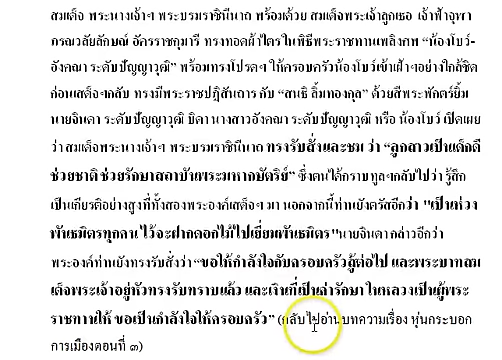 สมเด็จ พระนางเจ้าฯ พระบรมราชินีนาถ พร้อมด้วย สมเด็จพระเจ้าลูกเธอ เจ้าฟ้าจุฬา
ภรณวลัยลักษณ์ อัครราชกุมารี ทรงทอดผ้าไตรในพิธีพระราชทานเพลิงศพ “น้องโบว์-
อังคณา ระดับปัญญาวุฒิ” พร้อมทรงโปรดฯ ให้ครอบครัวน้องโบว์เข้าเฝ้าฯอย่างใกล้ชิด
ก่อนเสด็จฯกลับ ทรงมีพระราชปฏิสันถาร กับ “สนธิ ลิ้มทองกุล” ด้วยสีพระพักตร์ยิ้ม
นายจินดา ระดับปัญญาวุฒิ บิดา นางสาวอังคณา ระดับปัญญาวุฒิ หรือ น้องโบว์ เปิดเผย
ว่า สมเด็จพระนางเจ้าฯ พระบรมราชินีนาถ ทรงรับสั่งและชม ว่า “ลูกสาวเป็นเด็กดี
ช่วยชาติ ช่วยรักษาสถาบันพระมหากษัตริย์” ซึ่งตนได้กราบ ทูลฯกลับไปว่า รู้สึก
เป็นเกียรติอย่างสูงที่ทั้งสองพระองค์เสด็จฯ มา นอกจากนี้ท่านยังตรัสอีกว่า "เป็นห่วง
พันธมิตรทุกคน ไว้จะฝากดอกไม้ไปเยี่ยมพันธมิตร"นายจินดากล่าวอีกว่า
พระองค์ท่านยังทรงรับสั่งว่า “ขอให้กำลังใจกับครอบครัวสู้ต่อไป และพระบาทสม
เด็จพระเจ้าอยู่หัวทรงรับทราบแล้ว และเงินที่เป็นค่ารักษา ในหลวงเป็นผู้พระ
ราชทานให้ ขอเป็นกำลังใจให้ครอบครัว” (กลับไปอ่านบทความเรื่อง หุ่นกระบอก
การเมืองตอนที่ ๓)